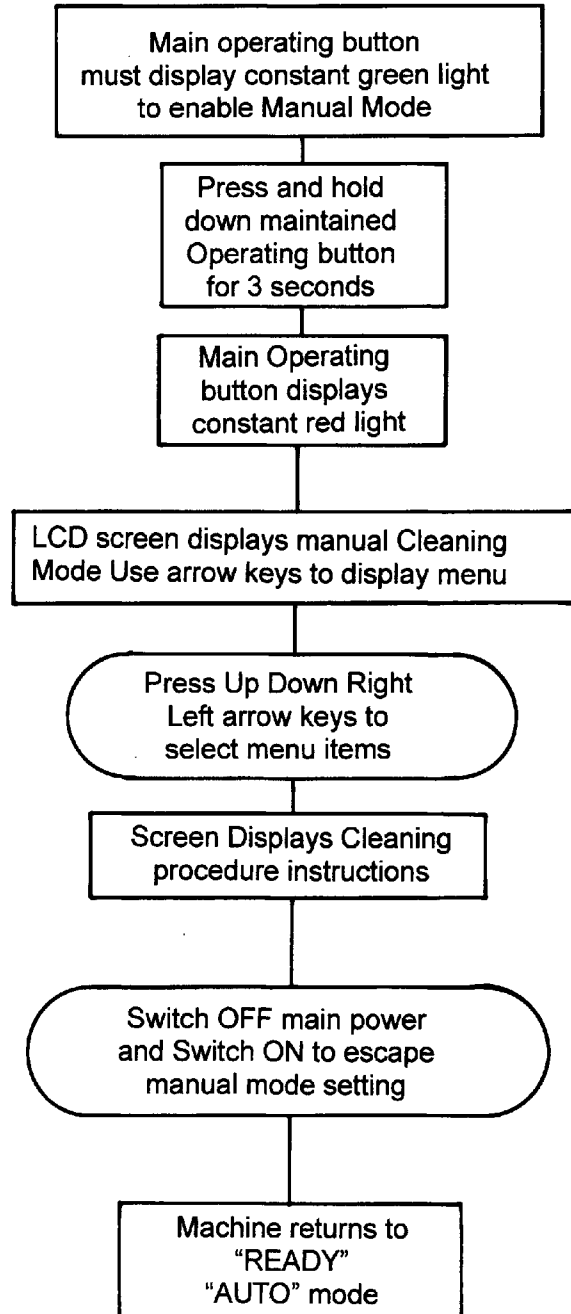 Main operating button
must display constant green light
to enable Manual Mode
Press and hold
down maintained
Operating button
for 3 seconds
Main Operating
button displays
constant red light
LCD screen displays manual Cleaning
Mode Use arrow keys to display menu
Press Up Down Right
Left arrow keys to
select menu items
Screen Displays Cleaning
procedure instructions
Switch OFF main power
and Switch ON to escape
manual mode setting
Machine returns to
“READY”
“AUTO” mode